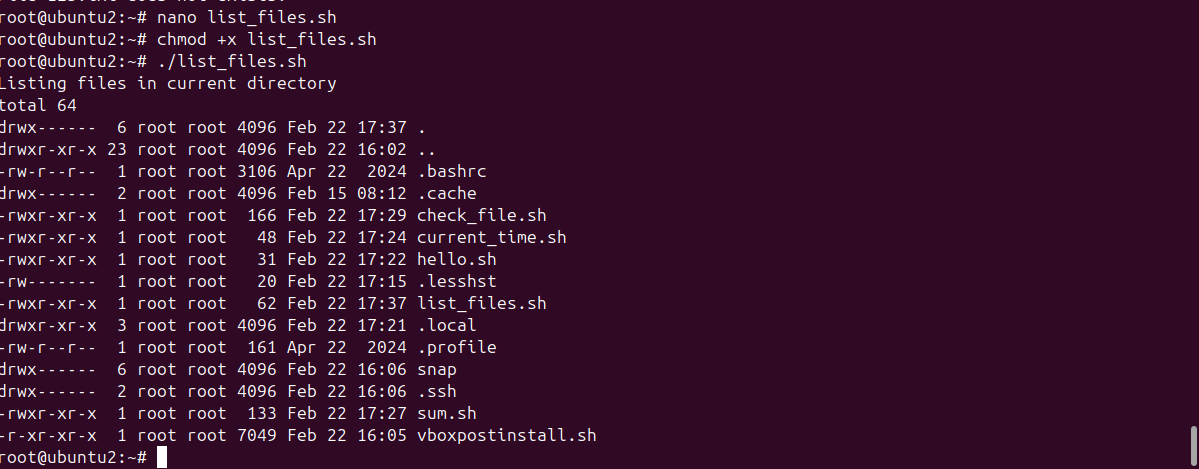 root@ubuntu2:~# nano list_files.sh
root@ubuntu2:~# chmod +x list_files.sh
root@ubuntu2:~# ./list_files.sh
Listing files in current directory
total 64
drwx------  6 root root 4096 Feb 22 17:37 .
drwxr-xr-x 23 root root 4096 Feb 22 16:02 ..
-rw-r--r--  1 root root 3106 Apr 22  2024 .bashrc
drwx------  2 root root 4096 Feb 15 08:12 .cache
-rwxr-xr-x  1 root root  166 Feb 22 17:29 check_file.sh
-rwxr-xr-x  1 root root   48 Feb 22 17:24 current_time.sh
-rwxr-xr-x  1 root root   31 Feb 22 17:22 hello.sh
-rw-------  1 root root   20 Feb 22 17:15 .lesshst
-rwxr-xr-x  1 root root   62 Feb 22 17:37 list_files.sh
drwxr-xr-x  3 root root 4096 Feb 22 17:21 .local
-rw-r--r--  1 root root  161 Apr 22  2024 .profile
drwx------  6 root root 4096 Feb 22 16:06 snap
drwx------  2 root root 4096 Feb 22 16:06 .ssh
-rwxr-xr-x  1 root root  133 Feb 22 17:27 sum.sh
-r-xr-xr-x  1 root root 7049 Feb 22 16:05 vboxpostinstall.sh
root@ubuntu2:~#